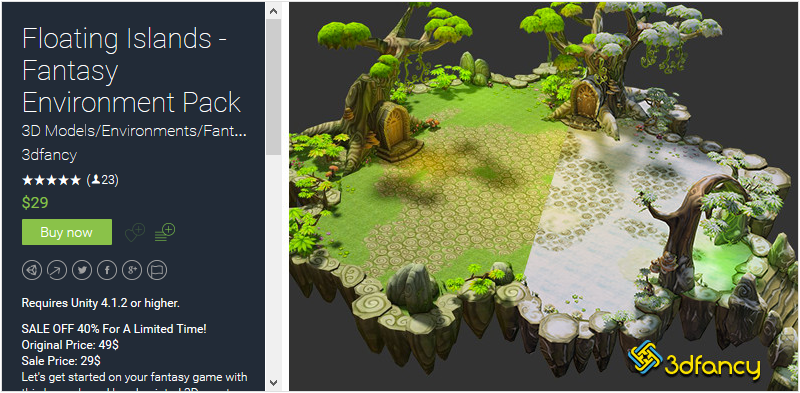 Floating Islands -
Fantasy
Environment Pack
3D Models/Environments/Fant...
3dfancy
★★★★★ (23)
$29
Buy now
Requires Unity 4.1.2 or higher.
SALE OFF 40% For A Limited Time!
Original Price: 49$
Sale Price: 29$
Let's get started on your fantasy game with
3dfancy